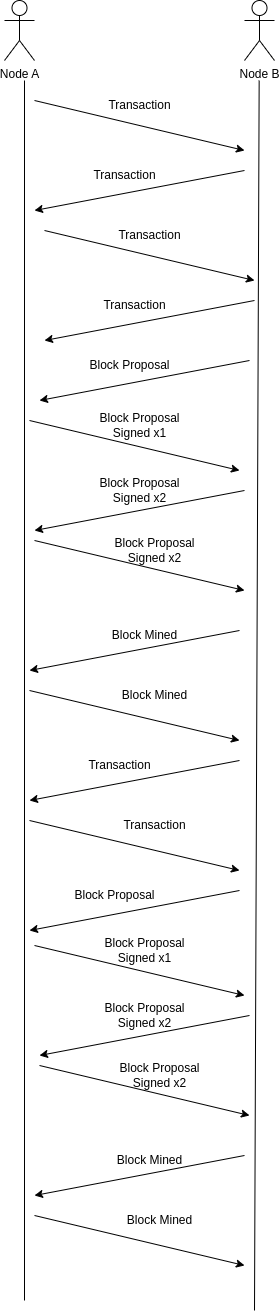 Node A
Node B
Transaction
Transaction
Transaction
Transaction
Block Proposal
Block Proposal
Signed x1
Block Proposal
Signed x2
Block Proposal
Signed x2
Block Mined
Block Mined
Transaction
Transaction
Block Proposal
Block Proposal
Signed x1
Block Proposal
Signed x2
Block Proposal
Signed x2
Block Mined
Block Mined